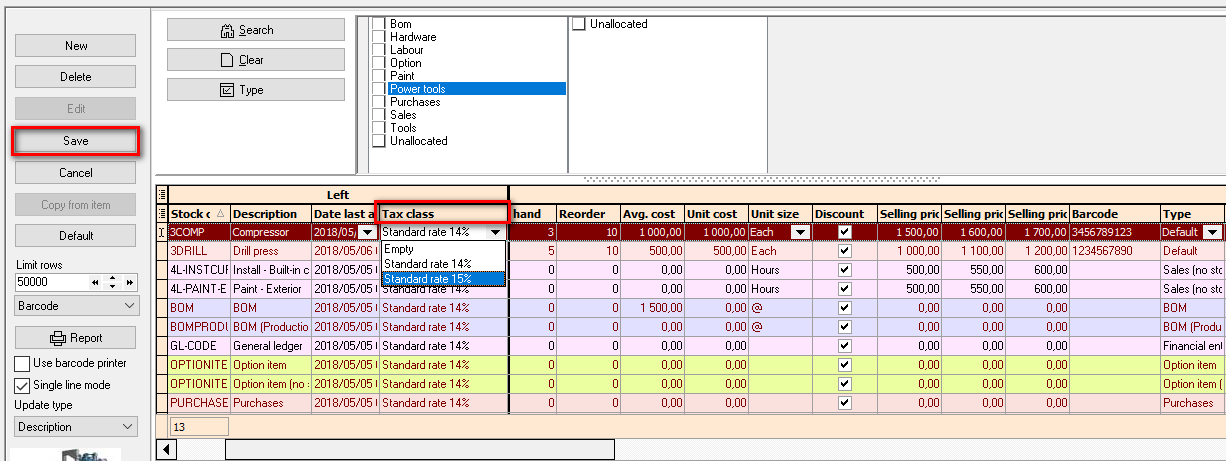 New
Delete
Edit
Save
Cancel
Copy from item
Default
Limit rows
50000
Barcode
Report
Use barcode printer
Single line mode
Update type
Description
Search
Clear
Type
Bom
Hardware
Labour
Option
Paint
Power tools
Purchases
Sales
Tools
Unallocated
Unallocated
Left
Stock c Description Date last a Tax class hand Reorder Avg. cost Unit cost Unit size Discount Selling pric Selling pric Selling pric Barcode Type
3COMP Compressor 2018/05/ Standard rate 14% 3 10 1 000,00 1 000,00 Each 1 500,00 1 600,00 1 700,00 3456789123 Default
Empty
Standard rate 14%
Standard rate 15%
3DRILL Drill press 2018/05/06 5 10 500,00 500,00 Each 1 000,00 1 100,00 1 200,00 1234567890 Default
4L-INSTCUF Install - Built-in c 2018/05/05 0 0 0,00 0,00 Hours 500,00 550,00 600,00 Sales (no sto
4L-PAINT-E Paint - Exterior 2018/05/05 0 0 0,00 0,00 Hours 500,00 550,00 600,00 Sales (no sto
BOM BOM 2018/05/05 Standard rate 14% 0 0 1 500,00 0,00 @ 0,00 0,00 0,00 BOM
BOMPRODU BOM (Productio 2018/05/05 Standard rate 14% 0 0 0,00 0,00 @ 0,00 0,00 0,00 BOM (Produ
GL-CODE General ledger 2018/05/05 Standard rate 14% 0 0 0,00 0,00 0,00 0,00 0,00 Financial ent
OPTIONITE Option item 2018/05/05 Standard rate 14% 0 0 0,00 0,00 0,00 0,00 0,00 Option item
OPTIONITE Option item (no s 2018/05/05 Standard rate 14% 0 0 0,00 0,00 0,00 0,00 0,00 Option item (
PURCHASE Purchases 2018/05/05 Standard rate 14% 0 0 0,00 0,00 0,00 0,00 0,00 Purchases
13